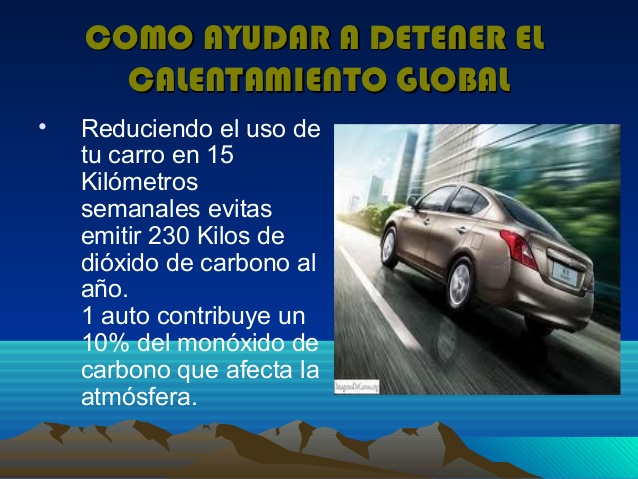 COMO AYUDAR A DETENER EL
CALENTAMIENTO GLOBAL
• Reduciendo el uso de
tu carro en 15
Kilómetros
semanales evitas
emitir 230 Kilos de
dióxido de carbono al
año.
1 auto contribuye un
10% del monóxido de
carbono que afecta la
atmósfera.